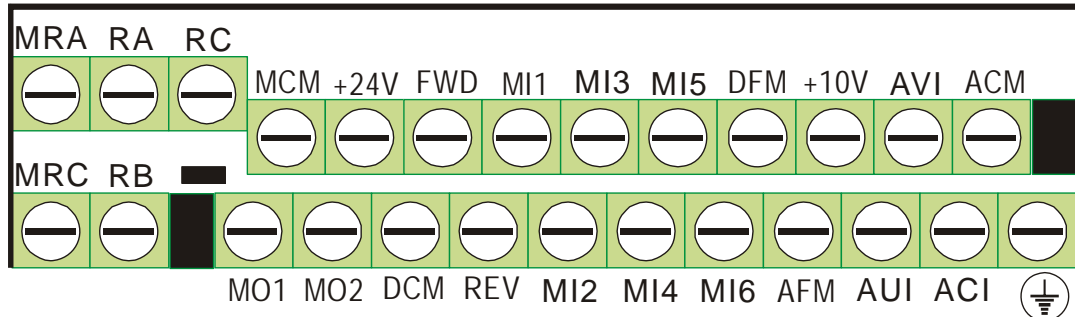 MRA RA RC
MCM +24V FWD MI1 MI3 MI5 DFM +10V AVI ACM
MRC RB
MO1 MO2 DCM REV MI2 MI4 MI6 AFM AUI ACI